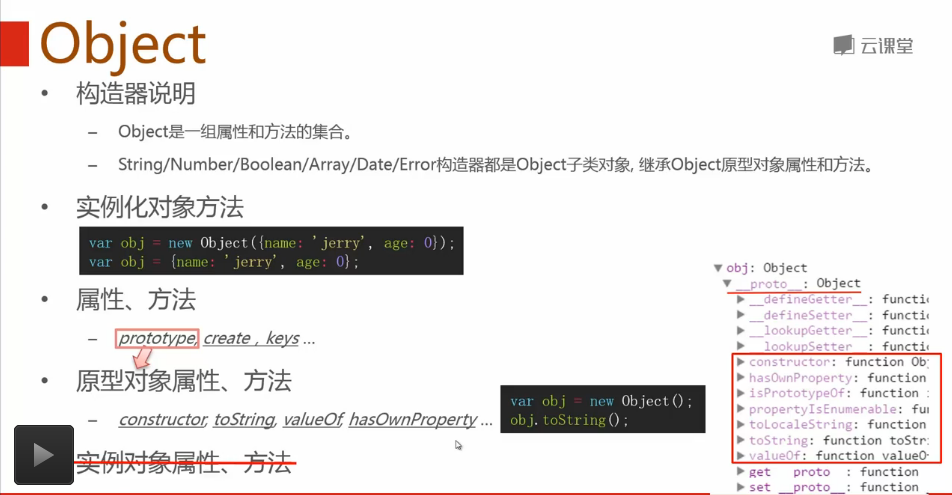 Object
云课堂
• 构造器说明
– Object是一组属性和方法的集合。
– String/Number/Boolean/Array/Date/Error构造器都是Object子类对象, 继承Object原型对象属性和方法。
• 实例化对象方法
var obj = new Object({name: 'jerry', age: 0});
var obj = {name: 'jerry', age: 0};
• 属性、方法
– prototype, create , keys ...
• 原型对象属性、方法
– constructor, toString, valueOf, hasOwnProperty ...
var obj = new Object();
obj.toString();
实例对象属性、方法
▼ obj: Object
▼ __proto__: Object
▶ __defineGetter__: functio
▶ __defineSetter__: functio
▶ __lookupGetter__: functio
▶ __lookupSetter__: functio
▶ constructor: function Obj
▶ hasOwnProperty: function
▶ isPrototypeOf: function i
▶ propertyIsEnumerable: fun
▶ toLocaleString: function
▶ toString: function toStri
▶ valueOf: function valueO
▶ get __proto__: function
▶ set __proto__: function